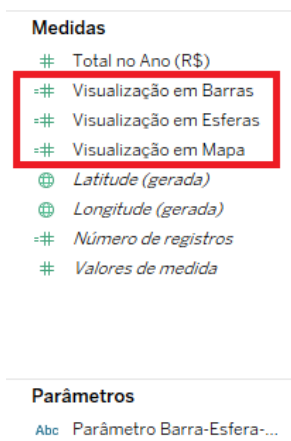 Medidas
# Total no Ano (R$)
=# Visualização em Barras
=# Visualização em Esferas
=# Visualização em Mapa
Latitude (gerada)
Longitude (gerada)
=# Número de registros
# Valores de medida
Parâmetros
Abc Parâmetro Barra-Esfera-...